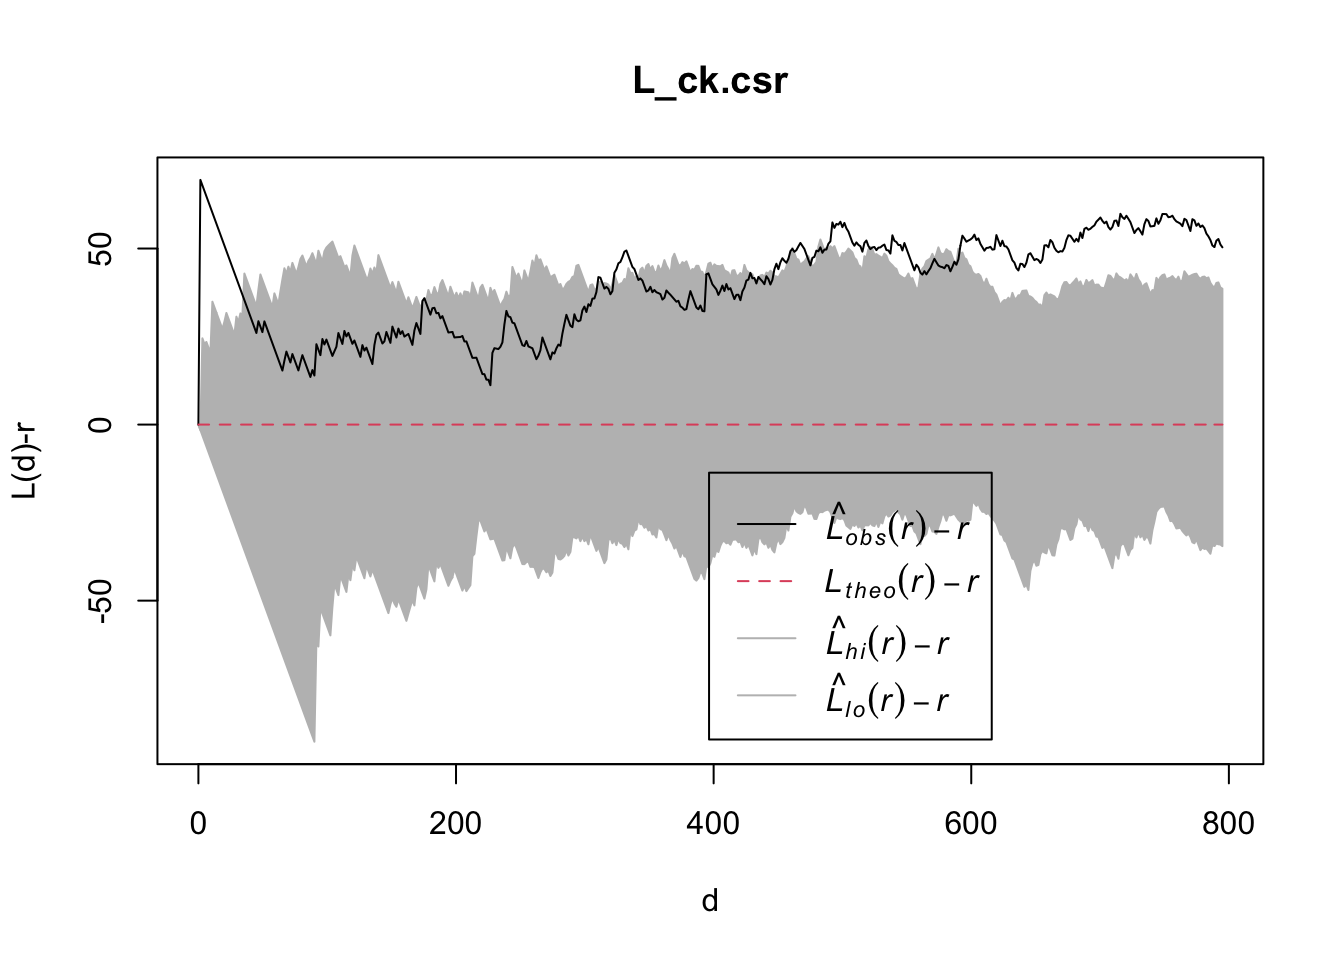 L_ck.csr
L(d)-r
50
0
-50
L̂obs(r) − r
Ltheo(r) − r
L̂hi(r) − r
L̂lo(r) − r
0 200 400 600 800
d